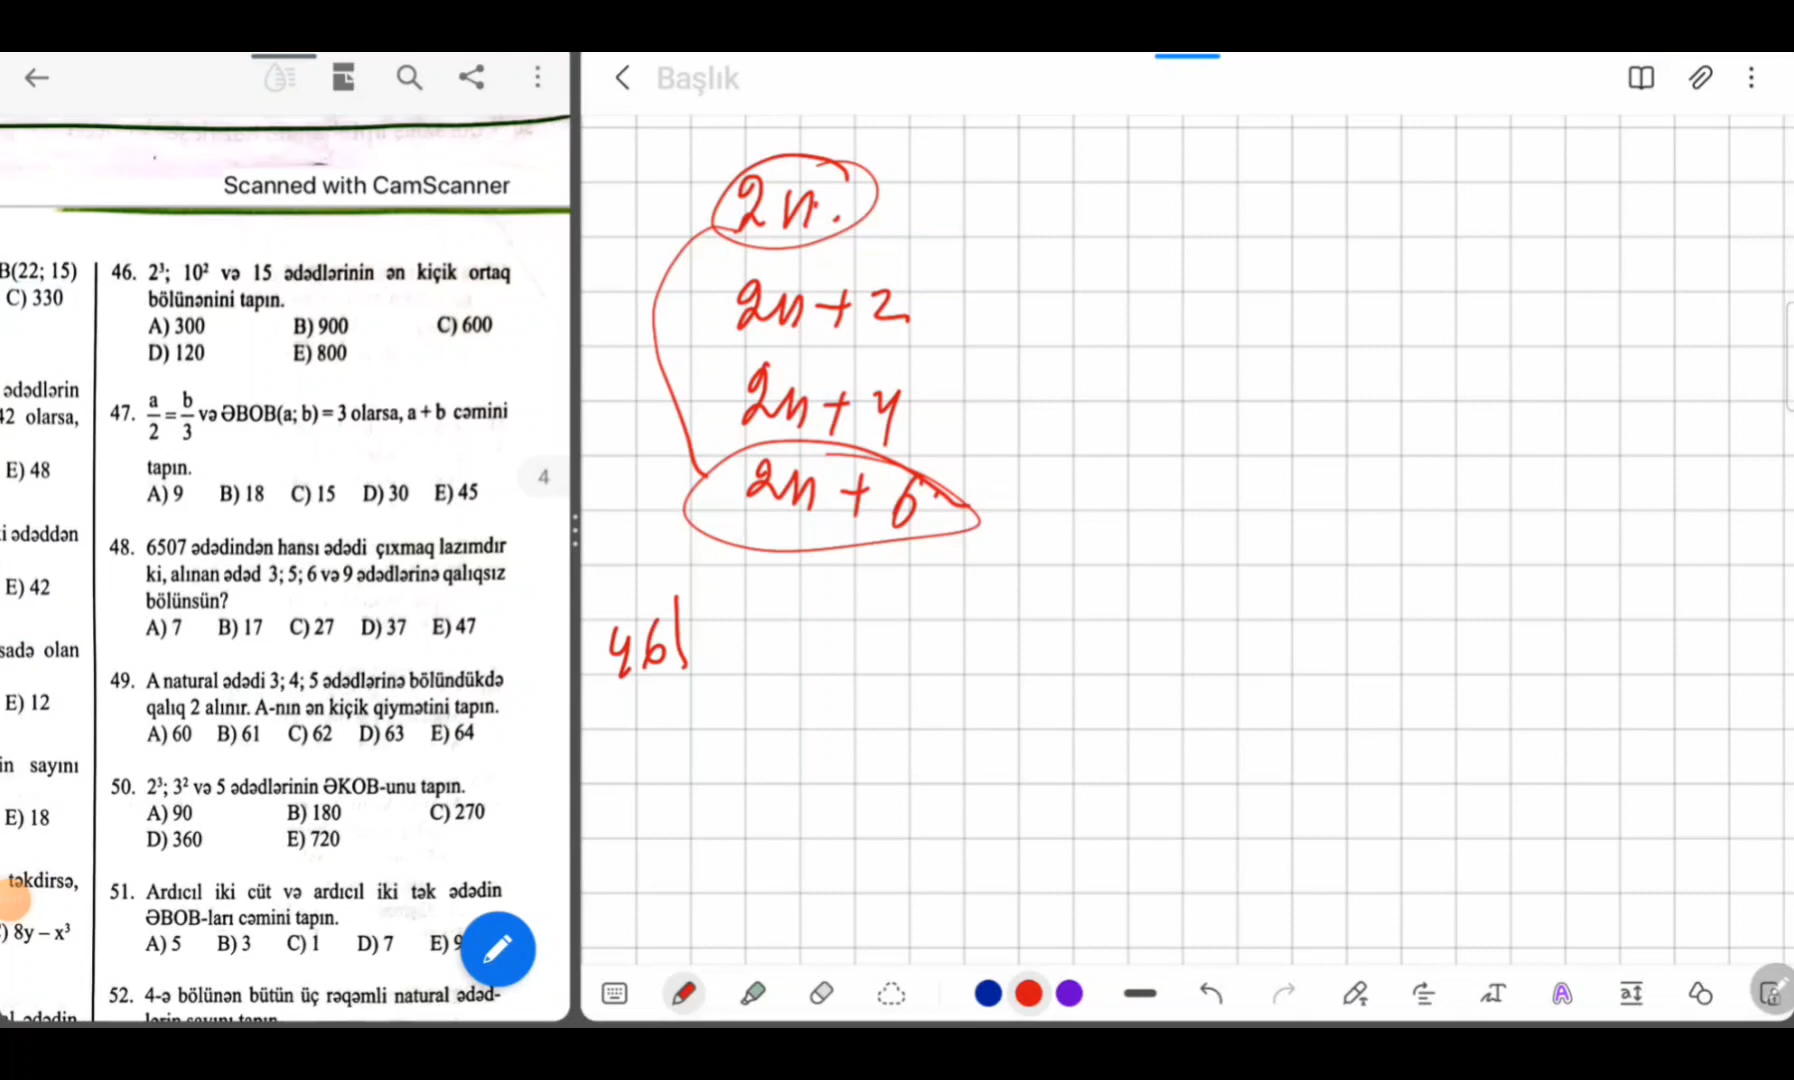 Başlık
Scanned with CamScanner
B(22; 15)
C) 330
ədədlərin
42 olarsa,
E) 48
ədəddən
E) 42
sadə olan
E) 12
in sayını
E) 18
təkdirsə,
) 8y – x³
46. 2³; 10² və 15 ədədlərinin ən kiçik ortaq
bölünənini tapın.
A) 300 B) 900 C) 600
D) 120 E) 800
47. a/2 = b/3 və ƏBOB(a; b) = 3 olarsa, a + b cəmini
tapın.
A) 9 B) 18 C) 15 D) 30 E) 45
4
48. 6507 ədədindən hansı ədədi çıxmaq lazımdır
ki, alınan ədəd 3; 5; 6 və 9 ədədlərinə qalıqsız
bölünsün?
A) 7 B) 17 C) 27 D) 37 E) 47
49. A natural ədədi 3; 4; 5 ədədlərinə bölündükdə
qalıq 2 alınır. A-nın ən kiçik qiymətini tapın.
A) 60 B) 61 C) 62 D) 63 E) 64
50. 2³; 3² və 5 ədədlərinin ƏKOB-unu tapın.
A) 90 B) 180 C) 270
D) 360 E) 720
51. Ardıcıl iki cüt və ardıcıl iki tək ədədin
ƏBOB-ları cəmini tapın.
A) 5 B) 3 C) 1 D) 7 E) 9
52. 4-ə bölünən bütün üç rəqəmli natural ədəd-
lərin sayını tapın.
2n
2n + 2
2n + 4
2n + 6
46)